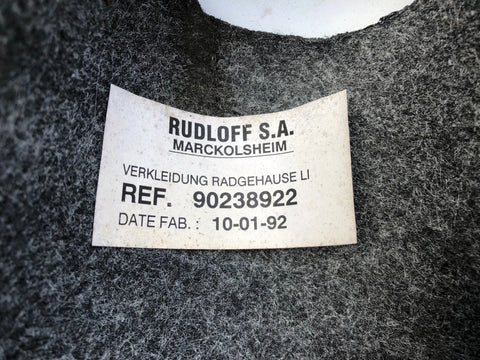 RUDLOFF S.A.
MARCKOLSHEIM
VERKLEIDUNG RADGEHAUSE LI
REF. 90238922
DATE FAB. : 10-01-92